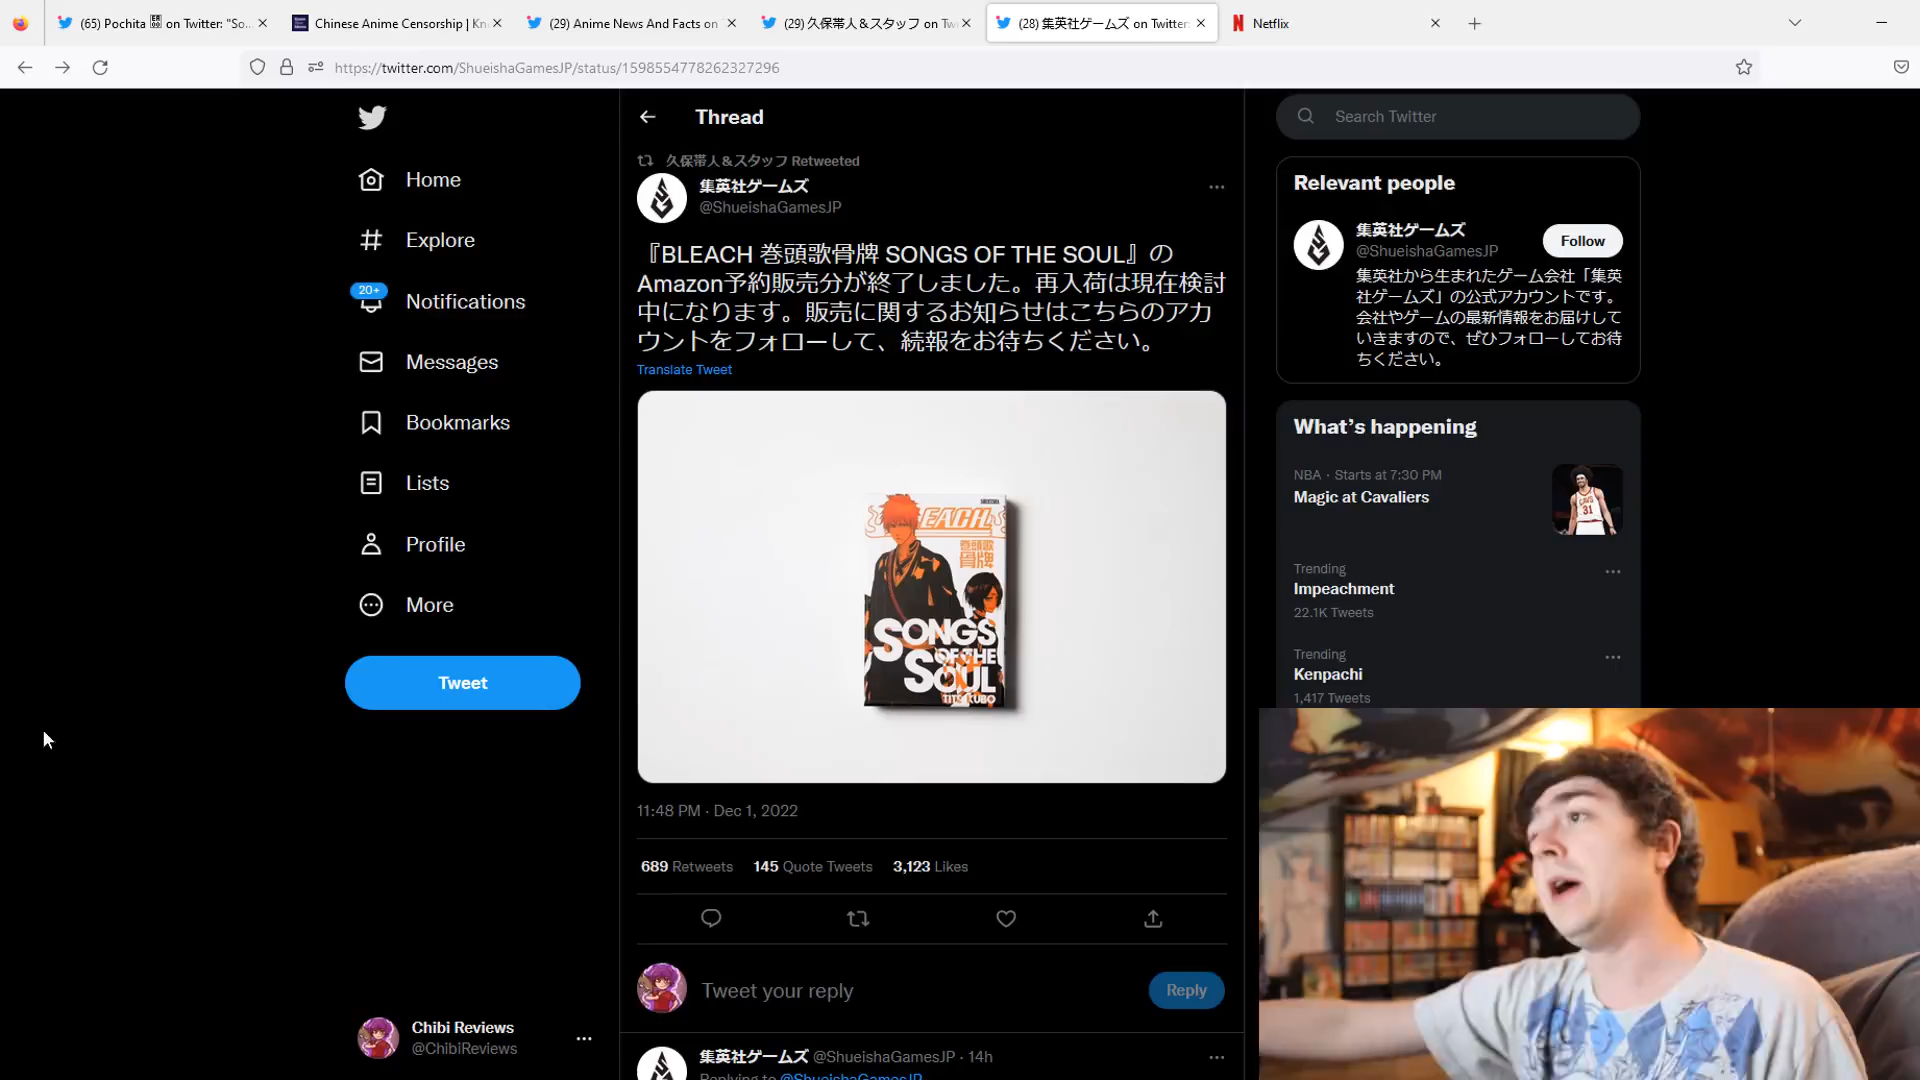 (65) Pochita
on Twitter: "So...
Chinese Anime Censorship | Kn
(29) Anime News And Facts on
(29) 久保帯人&スタッフ on Tw
(28) 集英社ゲームズ on Twitter:
Netflix
https://twitter.com/ShueishaGamesJP/status/1598554778262327296
Home
Explore
20+
Notifications
Messages
Bookmarks
Lists
Profile
More
Tweet
Chibi Reviews
@ChibiReviews
Thread
久保帯人&スタッフ Retweeted
集英社ゲームズ
@ShueishaGamesJP
『BLEACH 巻頭歌骨牌 SONGS OF THE SOUL』の
Amazon予約販売分が終了しました。再入荷は現在検討
中になります。販売に関するお知らせはこちらのアカ
ウントをフォローして、続報をお待ちください。
Translate Tweet
BLEACH
巻頭歌
骨牌
SONGS
OF THE
SOUL
TITE KUBO
11:48 PM · Dec 1, 2022
689 Retweets 145 Quote Tweets 3,123 Likes
Tweet your reply
Reply
集英社ゲームズ @ShueishaGamesJP · 14h
Replying to @ShueishaGamesJP
Search Twitter
Relevant people
集英社ゲームズ
@ShueishaGamesJP
Follow
集英社から生まれたゲーム会社「集英
社ゲームズ」の公式アカウントです。
会社やゲームの最新情報をお届けして
いきますので、ぜひフォローしてお待
ちください。
What's happening
NBA · Starts at 7:30 PM
Magic at Cavaliers
CAVS
31
Trending
Impeachment
22.1K Tweets
Trending
Kenpachi
1,417 Tweets